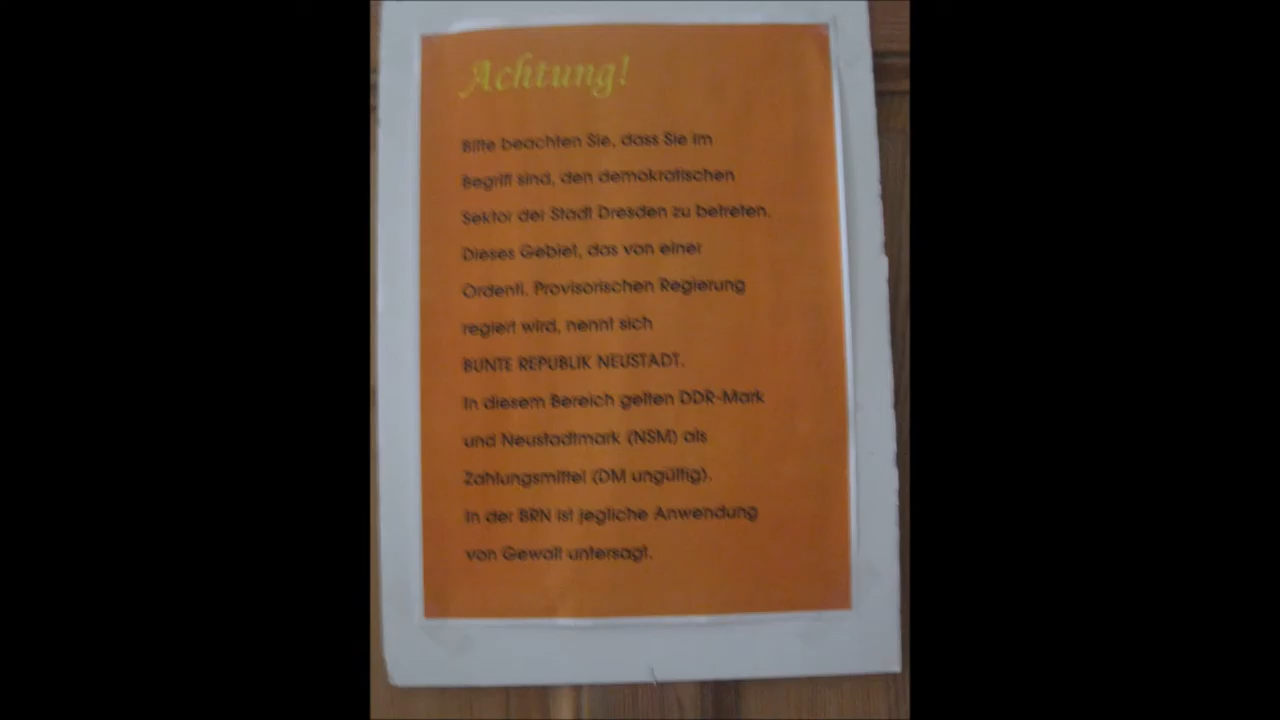 Achtung!
Bitte beachten Sie, dass Sie im
Begriff sind, den demokratischen
Sektor der Stadt Dresden zu betreten.
Dieses Gebiet, das von einer
Ordentl. Provisorischen Regierung
regiert wird, nennt sich
BUNTE REPUBLIK NEUSTADT.
In diesem Bereich gelten DDR-Mark
und Neustadtmark (NSM) als
Zahlungsmittel (DM ungültig).
In der BRN ist jegliche Anwendung
von Gewalt untersagt.